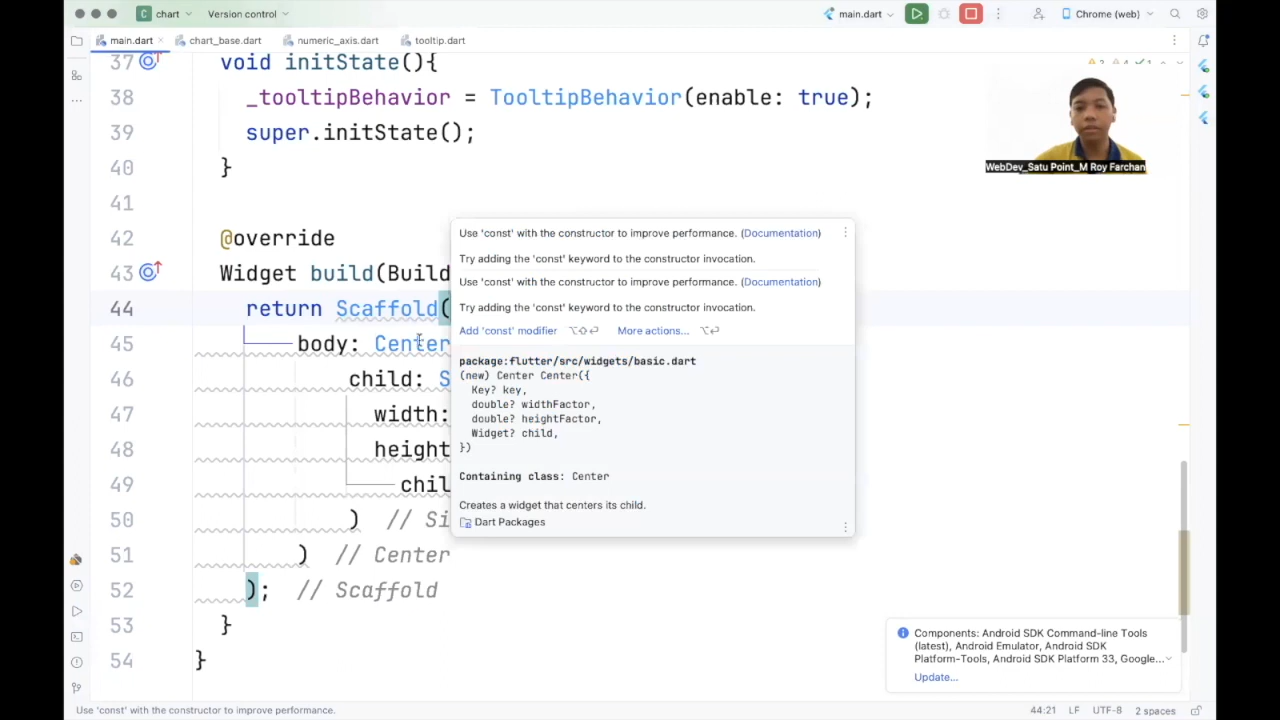 chart
Version control
main.dart
Chrome (web)
main.dart
chart_base.dart
numeric_axis.dart
tooltip.dart
37 void initState(){
38 _tooltipBehavior = TooltipBehavior(enable: true);
39 super.initState();
40 }
41
42 @override
43 Widget build(Build
44 return Scaffold(
45 body: Center
46 child: S
47 width:
48 height
49 chil
50 ) // Si
51 ) // Center
52 ); // Scaffold
53 }
54 }
WebDev_Satu Point_M Roy Farchan
Use 'const' with the constructor to improve performance. (Documentation)
Try adding the 'const' keyword to the constructor invocation.
Use 'const' with the constructor to improve performance. (Documentation)
Try adding the 'const' keyword to the constructor invocation.
Add 'const' modifier ⌥⇧⏎ More actions... ⌥⏎
package:flutter/src/widgets/basic.dart
(new) Center Center({
Key? key,
double? widthFactor,
double? heightFactor,
Widget? child,
})
Containing class: Center
Creates a widget that centers its child.
Dart Packages
Components: Android SDK Command-line Tools
(latest), Android Emulator, Android SDK
Platform-Tools, Android SDK Platform 33, Google...
Update...
Use 'const' with the constructor to improve performance.
44:21 LF UTF-8 2 spaces